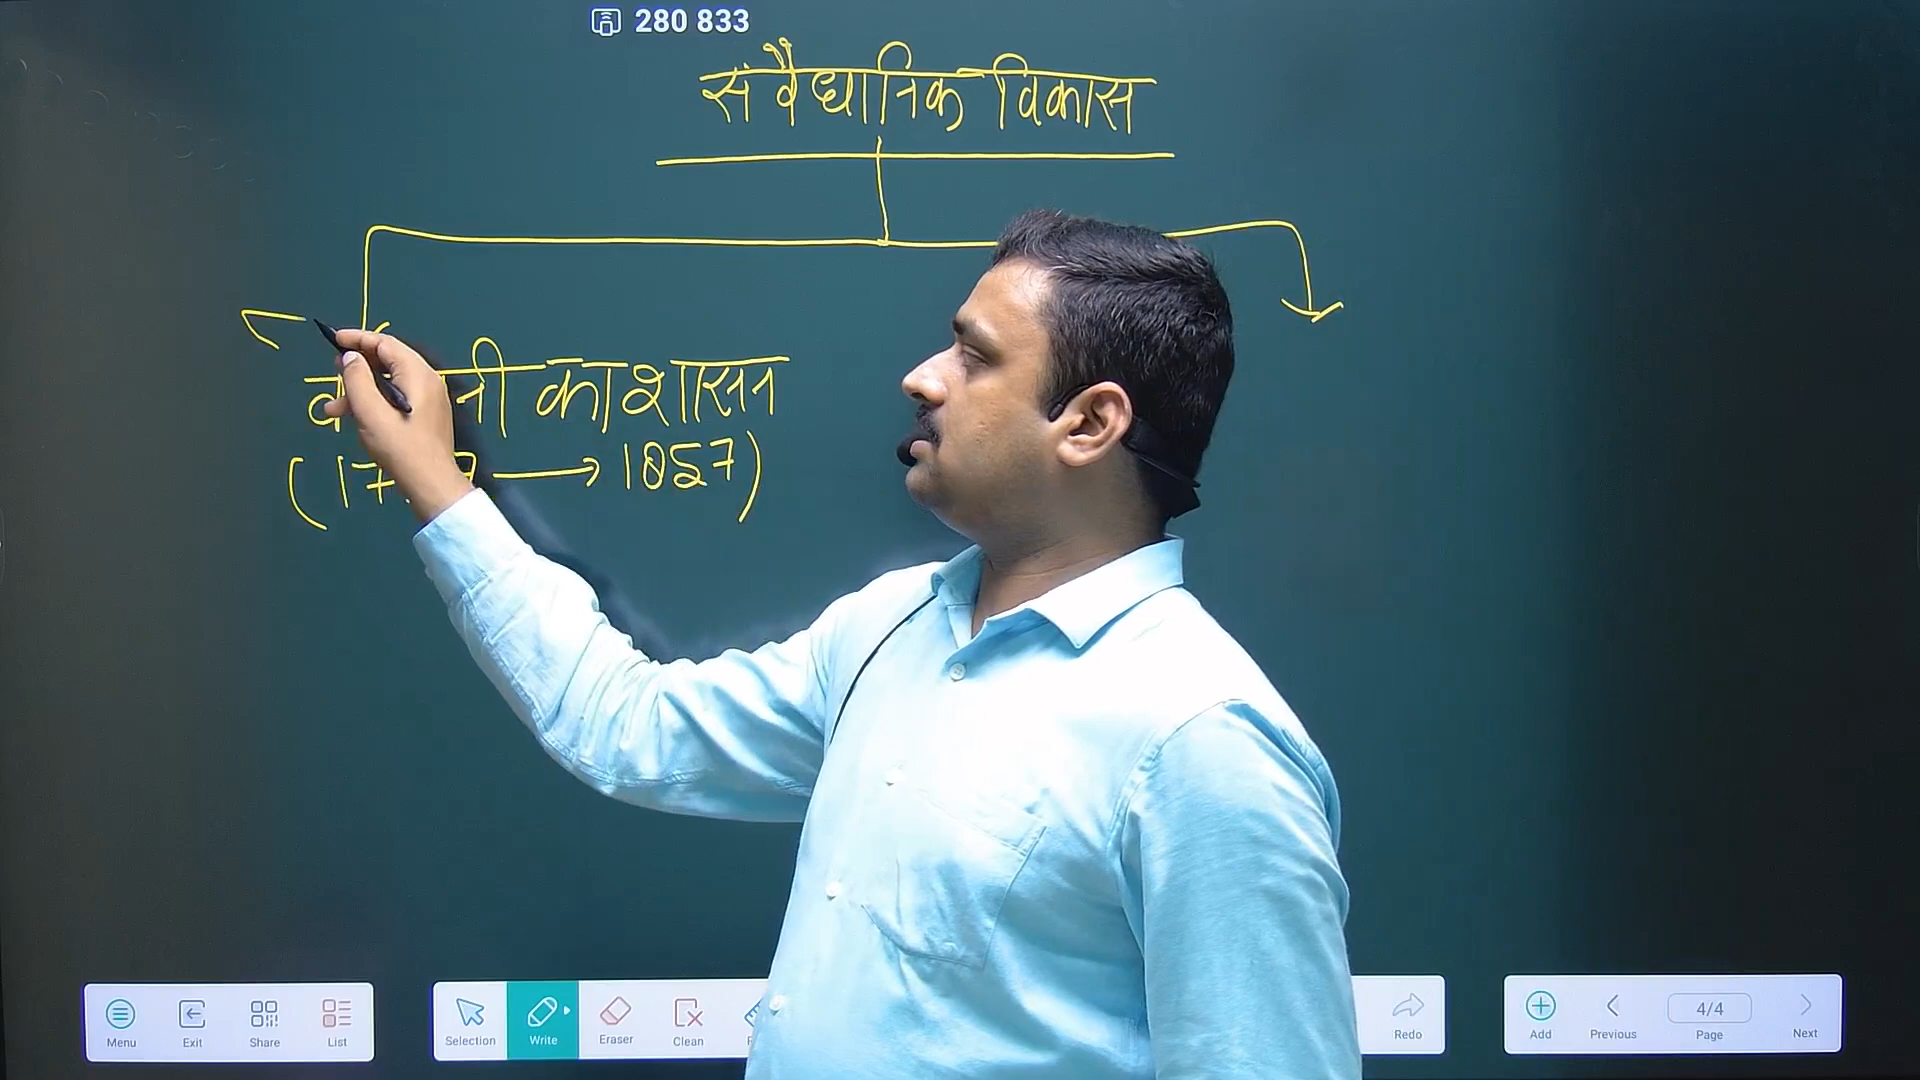 280 833
संवैधानिक विकास
का शासन
→ 1857)
Menu Exit Share List Selection Write Eraser Clean Redo Add Previous 4/4 Page Next